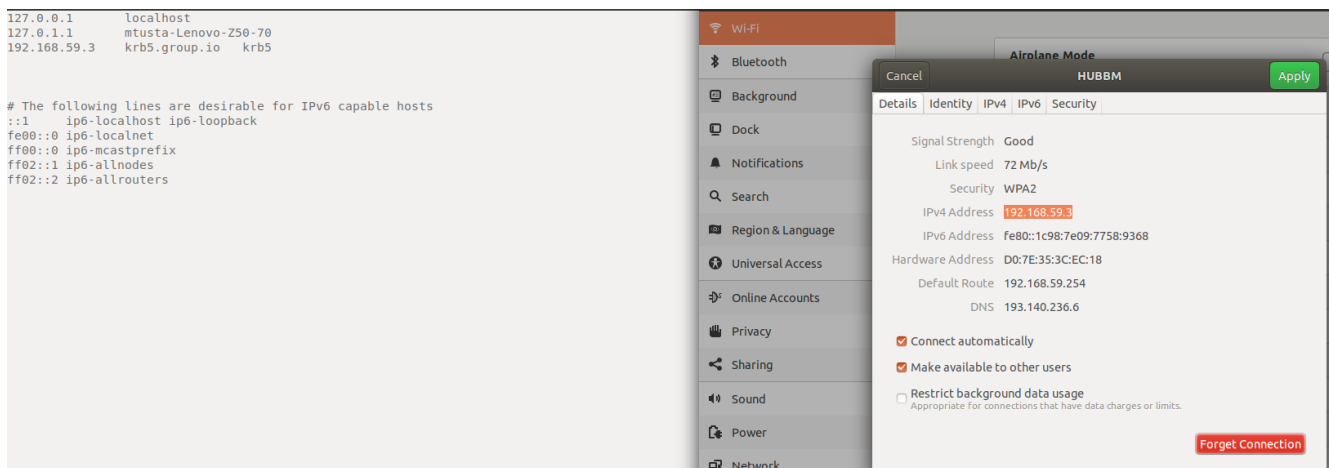 127.0.0.1 localhost
127.0.1.1 mtusta-Lenovo-Z50-70
192.168.59.3 krb5.group.io krb5
# The following lines are desirable for IPv6 capable hosts
::1 ip6-localhost ip6-loopback
fe00::0 ip6-localnet
ff00::0 ip6-mcastprefix
ff02::1 ip6-allnodes
ff02::2 ip6-allrouters
Wi-Fi
Bluetooth
Background
Dock
Notifications
Search
Region & Language
Universal Access
Online Accounts
Privacy
Sharing
Sound
Power
Network
Airplane Mode
Cancel HUBBM Apply
Details Identity IPv4 IPv6 Security
Signal Strength Good
Link speed 72 Mb/s
Security WPA2
IPv4 Address 192.168.59.3
IPv6 Address fe80::1c98:7e09:7758:9368
Hardware Address D0:7E:35:3C:EC:18
Default Route 192.168.59.254
DNS 193.140.236.6
Connect automatically
Make available to other users
Restrict background data usage
Appropriate for connections that have data charges or limits.
Forget Connection